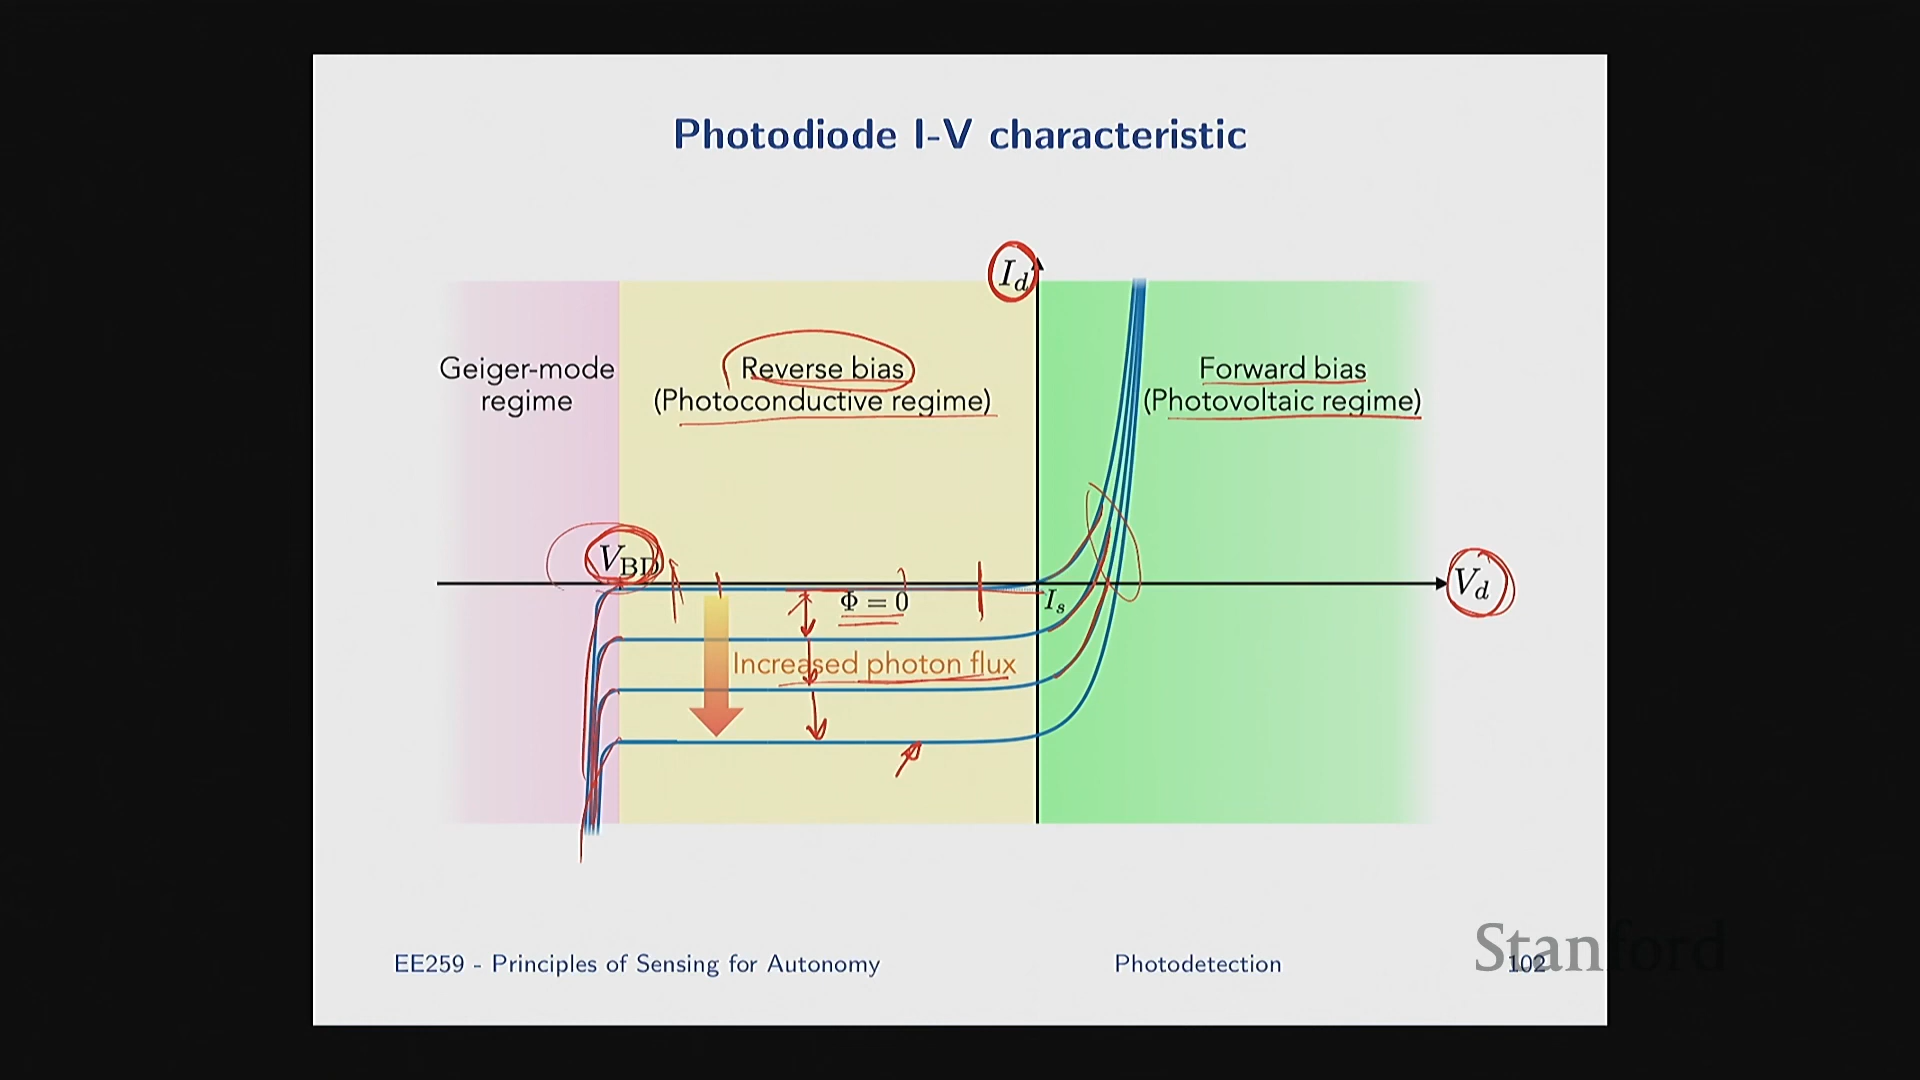 Photodiode I-V characteristic
I_d
Geiger-mode
regime
Reverse bias
(Photoconductive regime)
Forward bias
(Photovoltaic regime)
V_BD
V_d
Φ = 0
I_s
Increased photon flux
EE259 - Principles of Sensing for Autonomy
Photodetection
102
Stanford